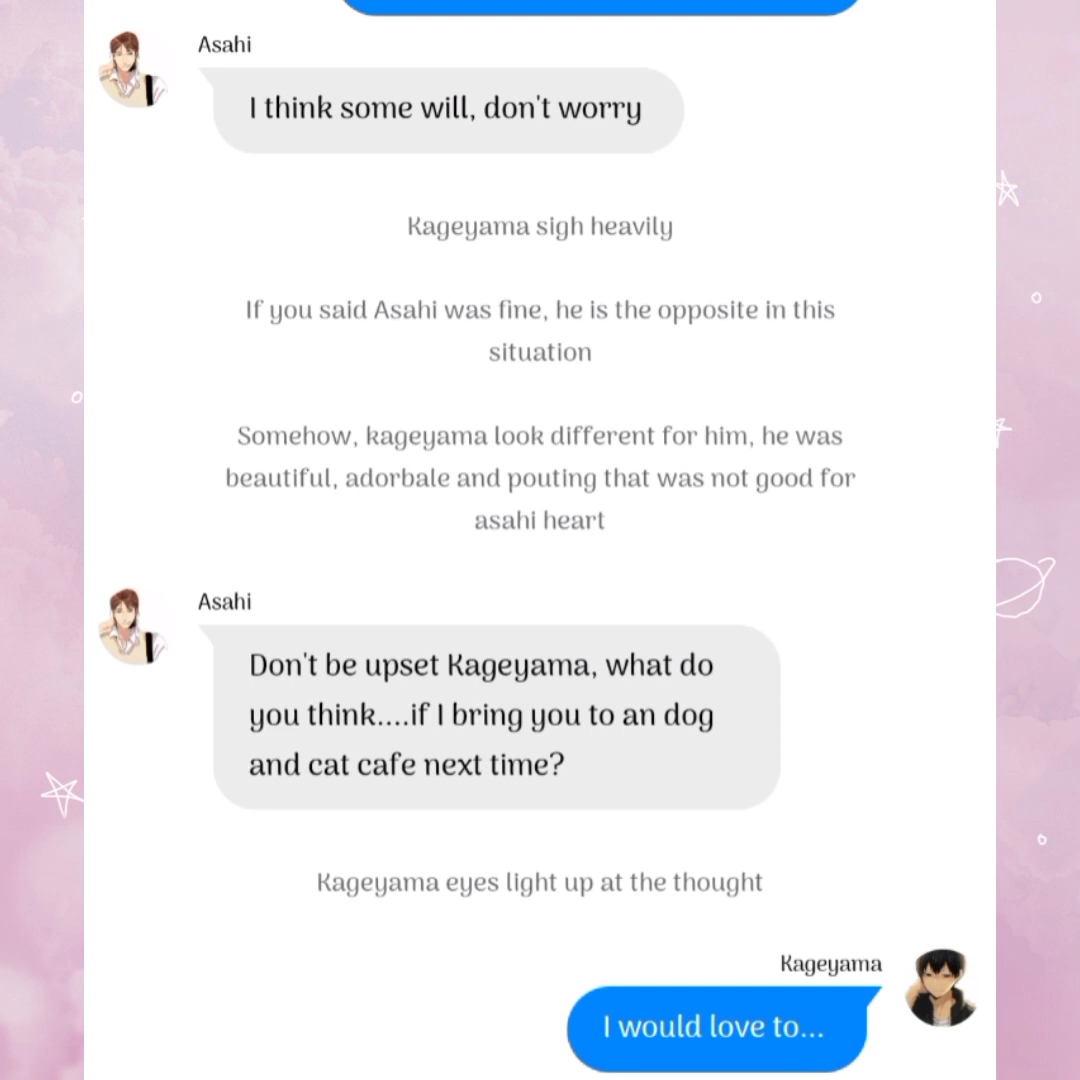 Asahi
I think some will, don't worry
Kageyama sigh heavily
If you said Asahi was fine, he is the opposite in this
situation
Somehow, kageyama look different for him, he was
beautiful, adorbale and pouting that was not good for
asahi heart
Asahi
Don't be upset Kageyama, what do
you think....if I bring you to an dog
and cat cafe next time?
Kageyama eyes light up at the thought
Kageyama
I would love to...